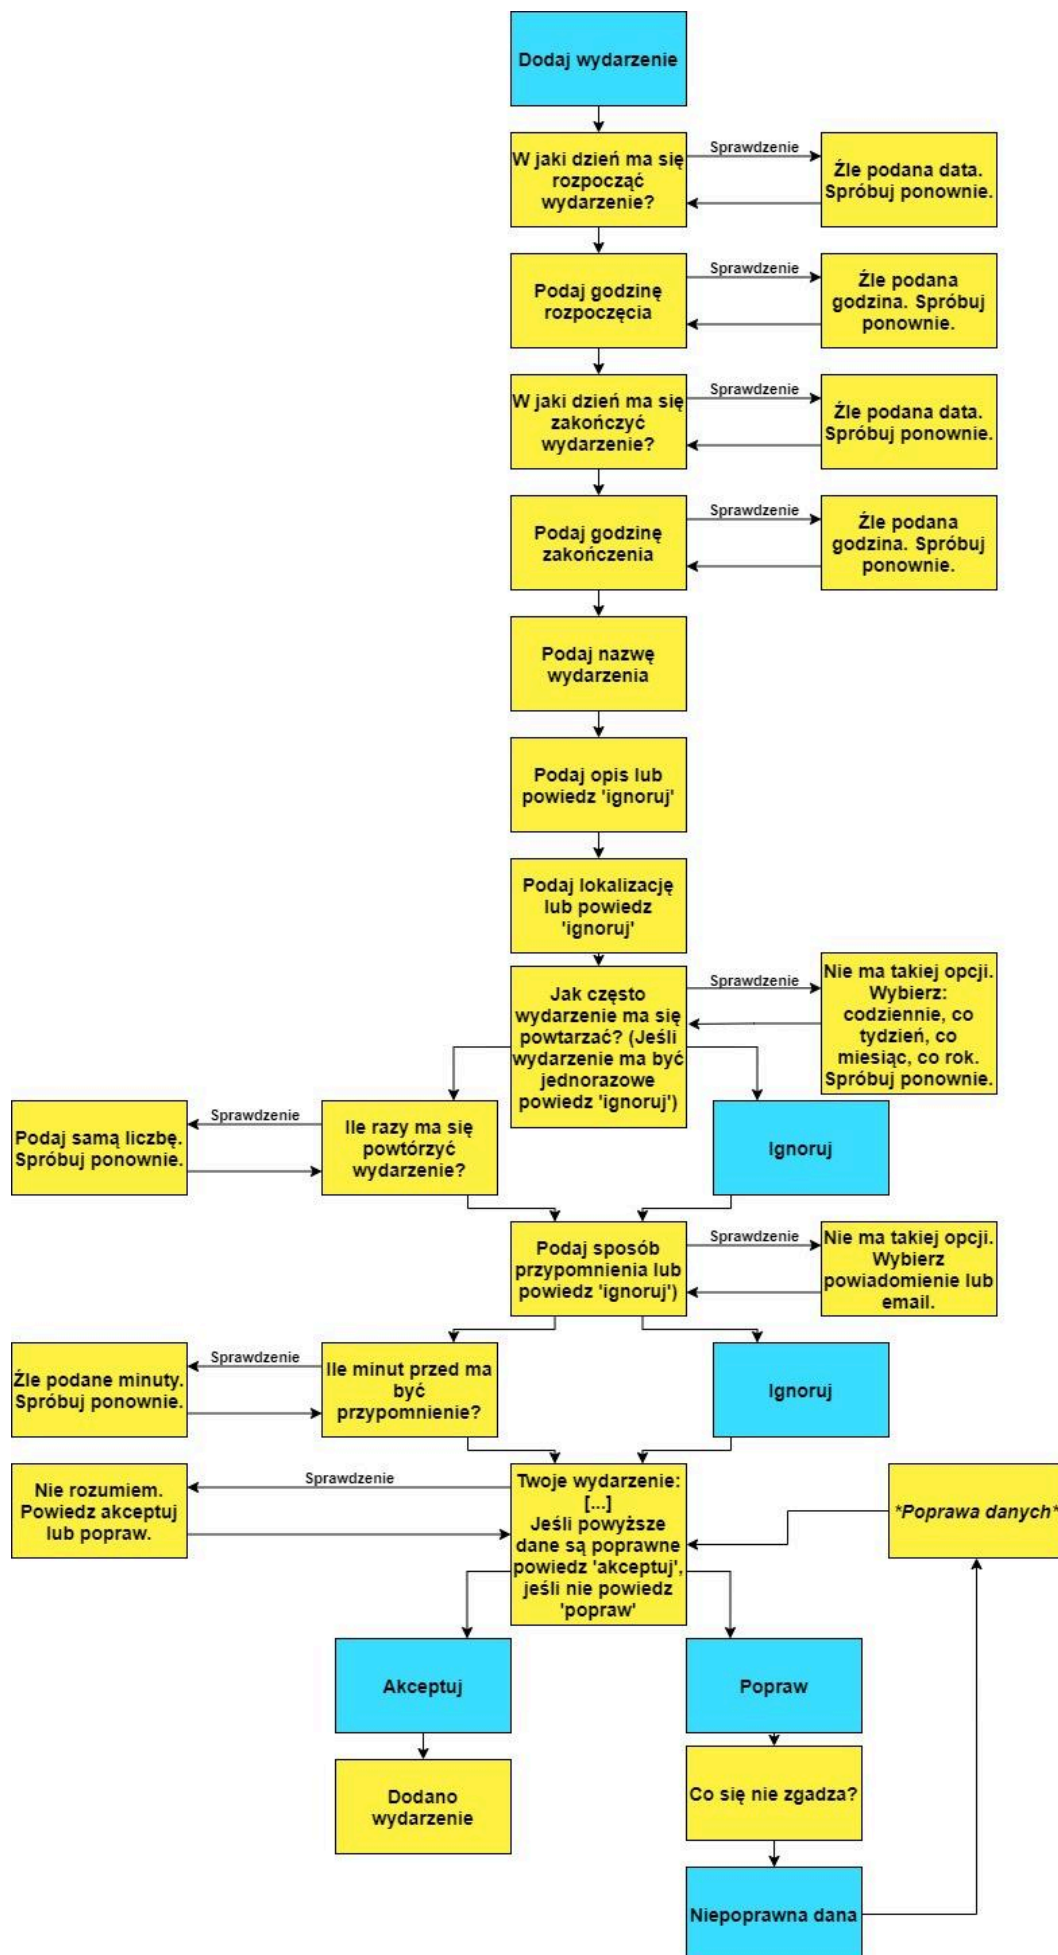 Dodaj wydarzenie
W jaki dzień ma się
rozpocząć
wydarzenie?
Sprawdzenie
Źle podana data.
Spróbuj ponownie.
Podaj godzinę
rozpoczęcia
Sprawdzenie
Źle podana
godzina. Spróbuj
ponownie.
W jaki dzień ma się
zakończyć
wydarzenie?
Sprawdzenie
Źle podana data.
Spróbuj ponownie.
Podaj godzinę
zakończenia
Sprawdzenie
Źle podana
godzina. Spróbuj
ponownie.
Podaj nazwę
wydarzenia
Podaj opis lub
powiedz 'ignoruj'
Podaj lokalizację
lub powiedz
'ignoruj'
Jak często
wydarzenie ma się
powtarzać? (Jeśli
wydarzenie ma być
jednorazowe
powiedz 'ignoruj')
Sprawdzenie
Nie ma takiej opcji.
Wybierz:
codziennie, co
tydzień, co
miesiąc, co rok.
Spróbuj ponownie.
Podaj samą liczbę.
Spróbuj ponownie.
Sprawdzenie
Ile razy ma się
powtórzyć
wydarzenie?
Ignoruj
Podaj sposób
przypomnienia lub
powiedz 'ignoruj')
Sprawdzenie
Nie ma takiej opcji.
Wybierz
powiadomienie lub
email.
Źle podane minuty.
Spróbuj ponownie.
Sprawdzenie
Ile minut przed ma
być
przypomnienie?
Ignoruj
Nie rozumiem.
Powiedz akceptuj
lub popraw.
Sprawdzenie
Twoje wydarzenie:
[...]
Jeśli powyższe
dane są poprawne
powiedz 'akceptuj',
jeśli nie powiedz
'popraw'
*Poprawa danych*
Akceptuj
Popraw
Dodano
wydarzenie
Co się nie zgadza?
Niepoprawna dana